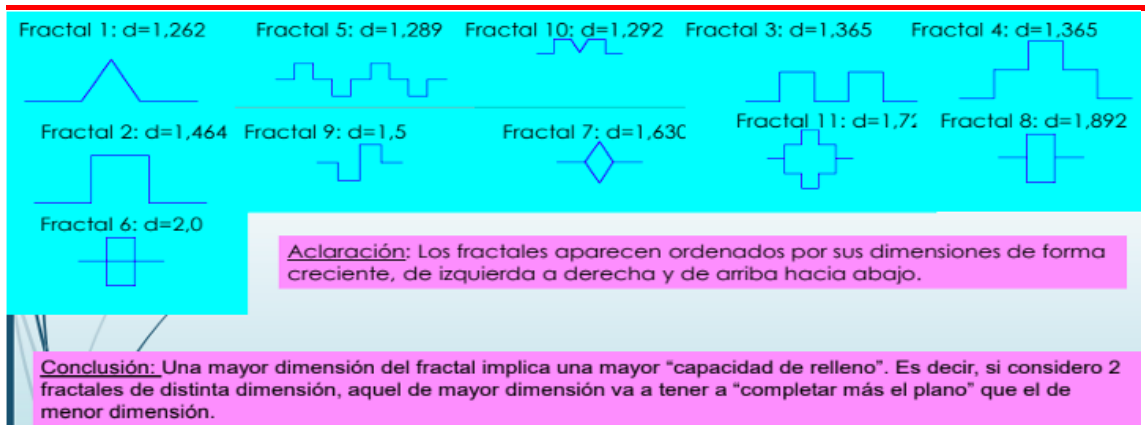 Fractal 1: d=1,262 Fractal 5: d=1,289 Fractal 10: d=1,292 Fractal 3: d=1,365 Fractal 4: d=1,365
Fractal 2: d=1,464 Fractal 9: d=1,5 Fractal 7: d=1,630 Fractal 11: d=1,72 Fractal 8: d=1,892
Fractal 6: d=2,0
Aclaración: Los fractales aparecen ordenados por sus dimensiones de forma
creciente, de izquierda a derecha y de arriba hacia abajo.
Conclusión: Una mayor dimensión del fractal implica una mayor “capacidad de relleno”. Es decir, si considero 2
fractales de distinta dimensión, aquel de mayor dimensión va a tener a “completar más el plano” que el de
menor dimensión.